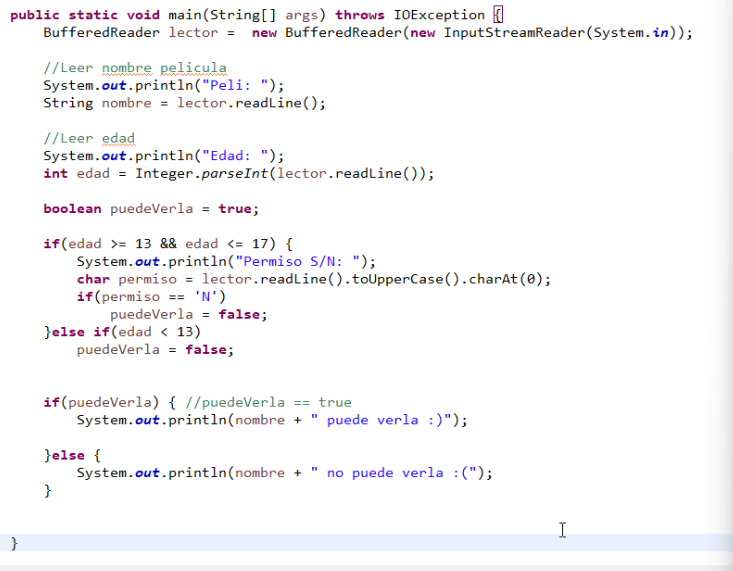 public static void main(String[] args) throws IOException {
BufferedReader lector =  new BufferedReader(new InputStreamReader(System.in));
//Leer nombre pelicula
System.out.println("Peli: ");
String nombre = lector.readLine();
//Leer edad
System.out.println("Edad: ");
int edad = Integer.parseInt(lector.readLine());
boolean puedeVerla = true;
if(edad >= 13 && edad <= 17) {
System.out.println("Permiso S/N: ");
char permiso = lector.readLine().toUpperCase().charAt(0);
if(permiso == 'N')
puedeVerla = false;
}else if(edad < 13)
puedeVerla = false;
if(puedeVerla) { //puedeVerla == true
System.out.println(nombre + " puede verla :)");
}else {
System.out.println(nombre + " no puede verla :(");
}
}